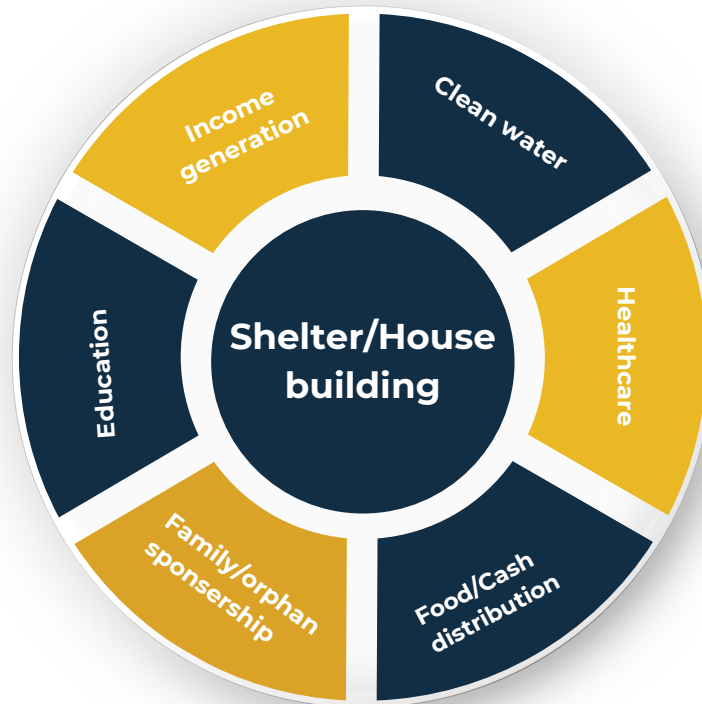 Income
generation
Clean water
Education
Shelter/House
building
Healthcare
Family/orphan
sponsership
Food/Cash
distribution